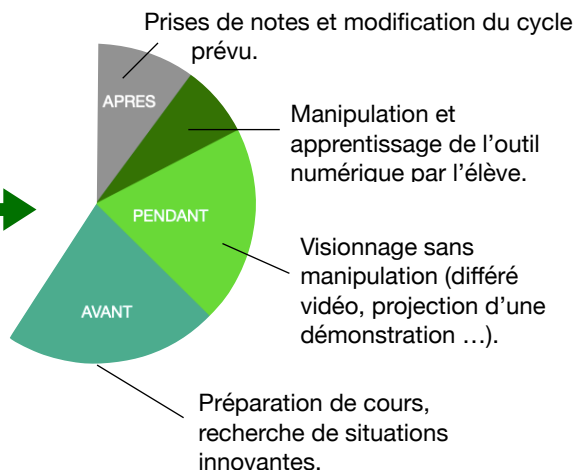 Prises de notes et modification du cycle
prévu.
APRES
Manipulation et
apprentissage de l’outil
numérique par l’élève.
PENDANT
Visionnage sans
manipulation (différé
vidéo, projection d’une
démonstration …).
AVANT
Préparation de cours,
recherche de situations
innovantes.